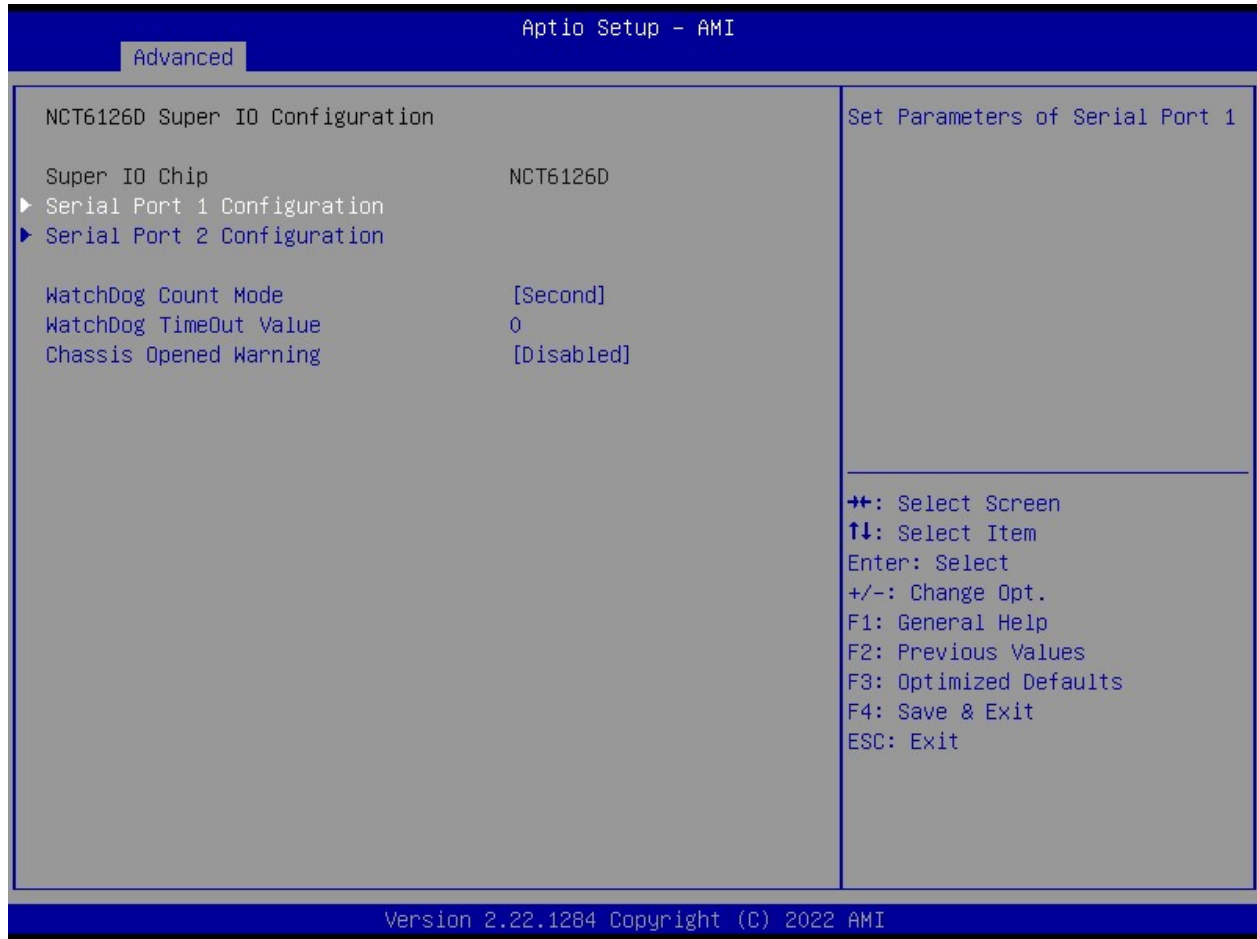 Aptio Setup – AMI
Advanced
NCT6126D Super IO Configuration
Super IO Chip NCT6126D
▶ Serial Port 1 Configuration
▶ Serial Port 2 Configuration
WatchDog Count Mode [Second]
WatchDog TimeOut Value 0
Chassis Opened Warning [Disabled]
Set Parameters of Serial Port 1
→←: Select Screen
↑↓: Select Item
Enter: Select
+/-: Change Opt.
F1: General Help
F2: Previous Values
F3: Optimized Defaults
F4: Save & Exit
ESC: Exit
Version 2.22.1284 Copyright (C) 2022 AMI